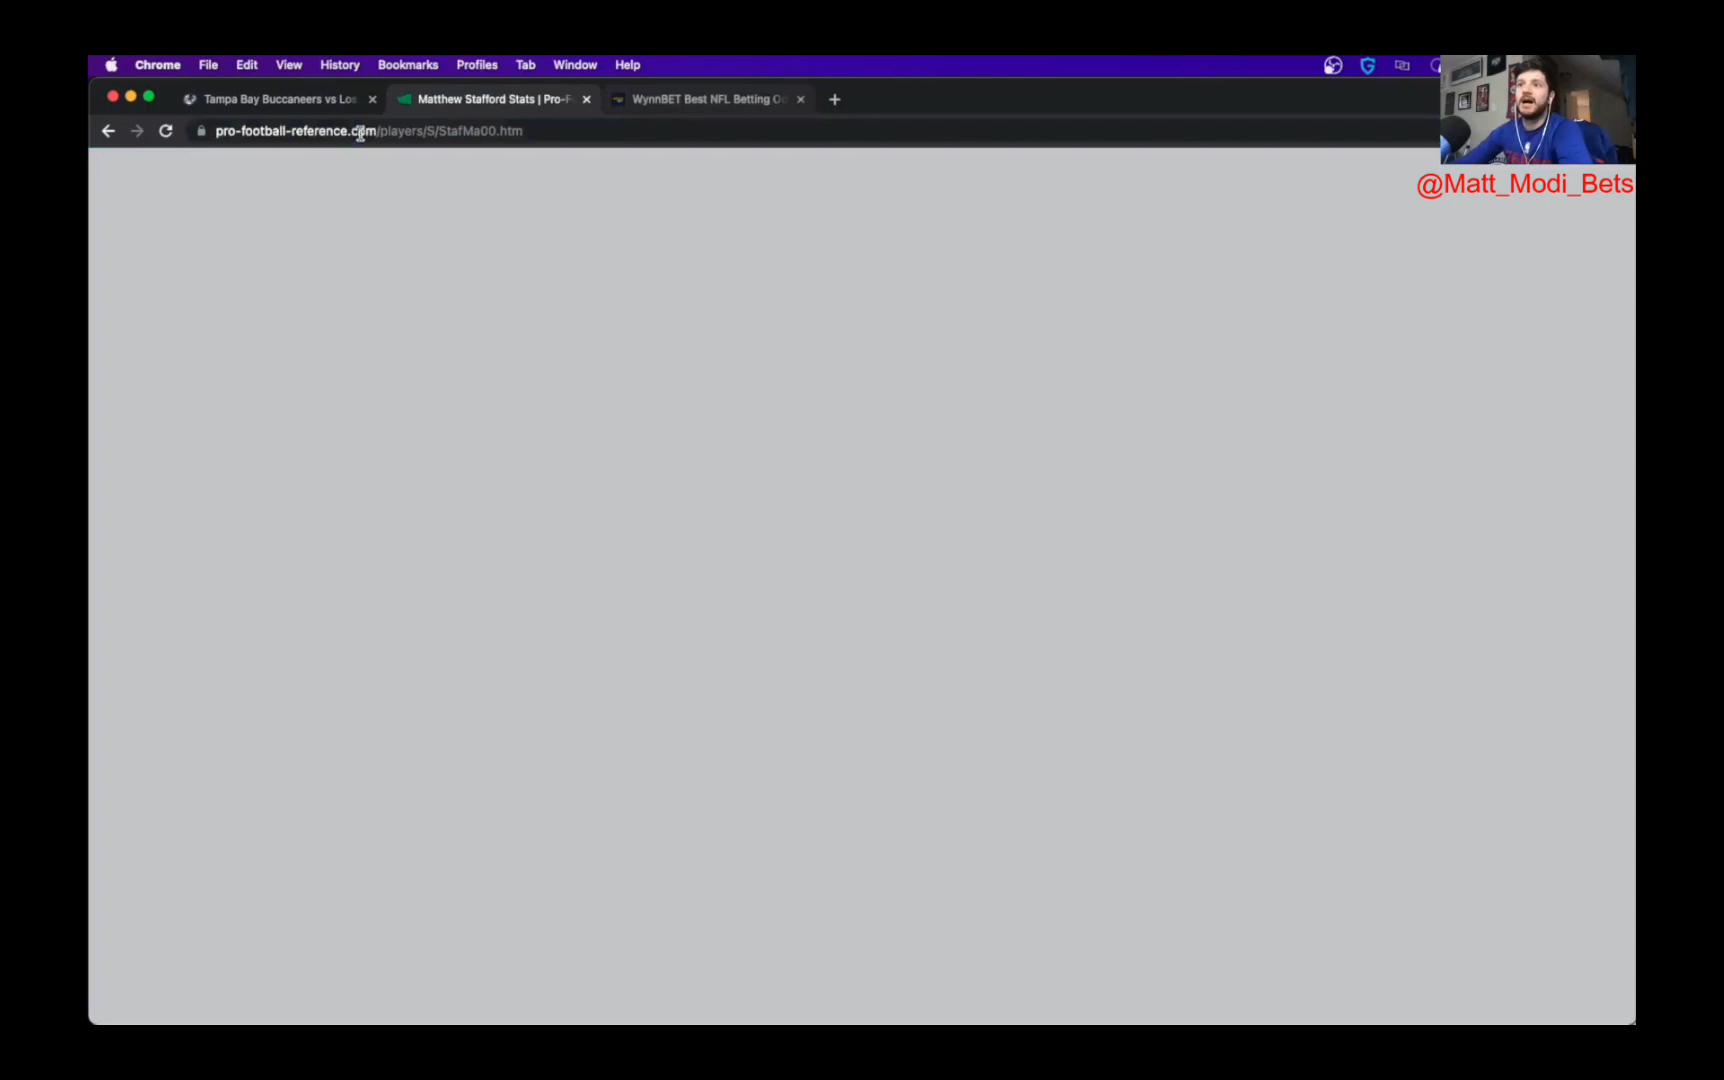 Chrome File Edit View History Bookmarks Profiles Tab Window Help
Tampa Bay Buccaneers vs Los
Matthew Stafford Stats | Pro-F
WynnBET Best NFL Betting O
pro-football-reference.com/players/S/StafMa00.htm
@Matt_Modi_Bets